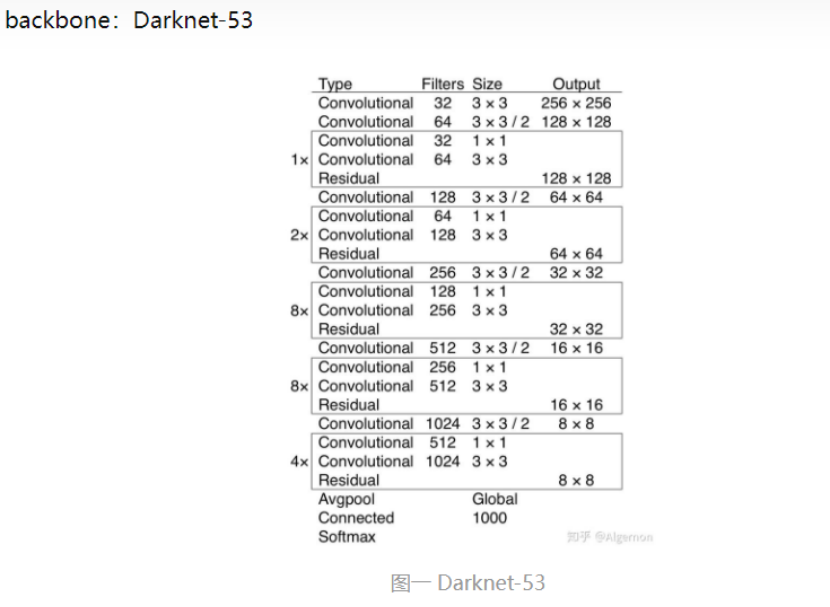 backbone：Darknet-53
Type Filters Size Output
Convolutional 32 3 × 3 256 × 256
Convolutional 64 3 × 3 / 2 128 × 128
Convolutional 32 1 × 1
1× Convolutional 64 3 × 3
Residual 128 × 128
Convolutional 128 3 × 3 / 2 64 × 64
Convolutional 64 1 × 1
2× Convolutional 128 3 × 3
Residual 64 × 64
Convolutional 256 3 × 3 / 2 32 × 32
Convolutional 128 1 × 1
8× Convolutional 256 3 × 3
Residual 32 × 32
Convolutional 512 3 × 3 / 2 16 × 16
Convolutional 256 1 × 1
8× Convolutional 512 3 × 3
Residual 16 × 16
Convolutional 1024 3 × 3 / 2 8 × 8
Convolutional 512 1 × 1
4× Convolutional 1024 3 × 3
Residual 8 × 8
Avgpool Global
Connected 1000
Softmax
知乎 @Algernon
图一 Darknet-53